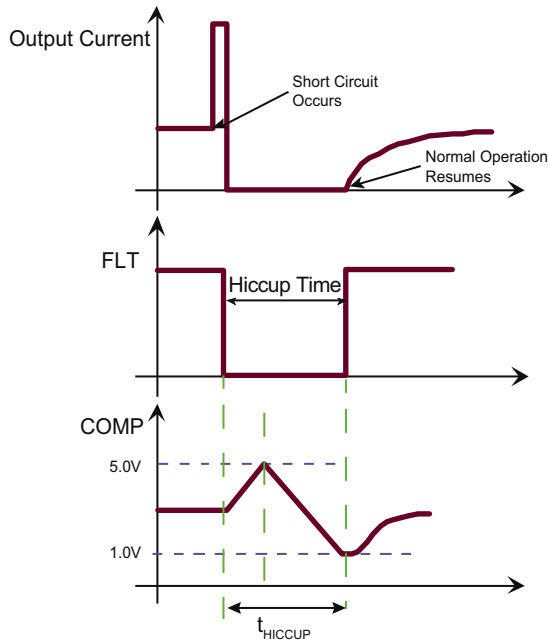 Output Current
Short Circuit
Occurs
Normal Operation
Resumes
FLT
Hiccup Time
COMP
5.0V
1.0V
tHICCUP